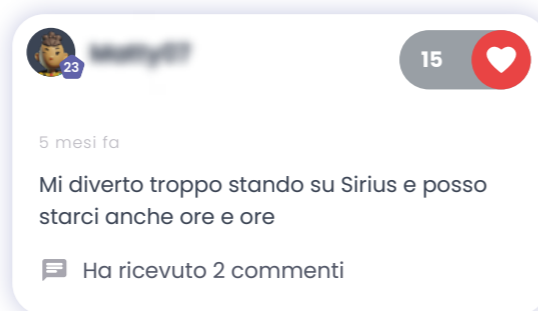 23
15
5 mesi fa
Mi diverto troppo stando su Sirius e posso
starci anche ore e ore
Ha ricevuto 2 commenti